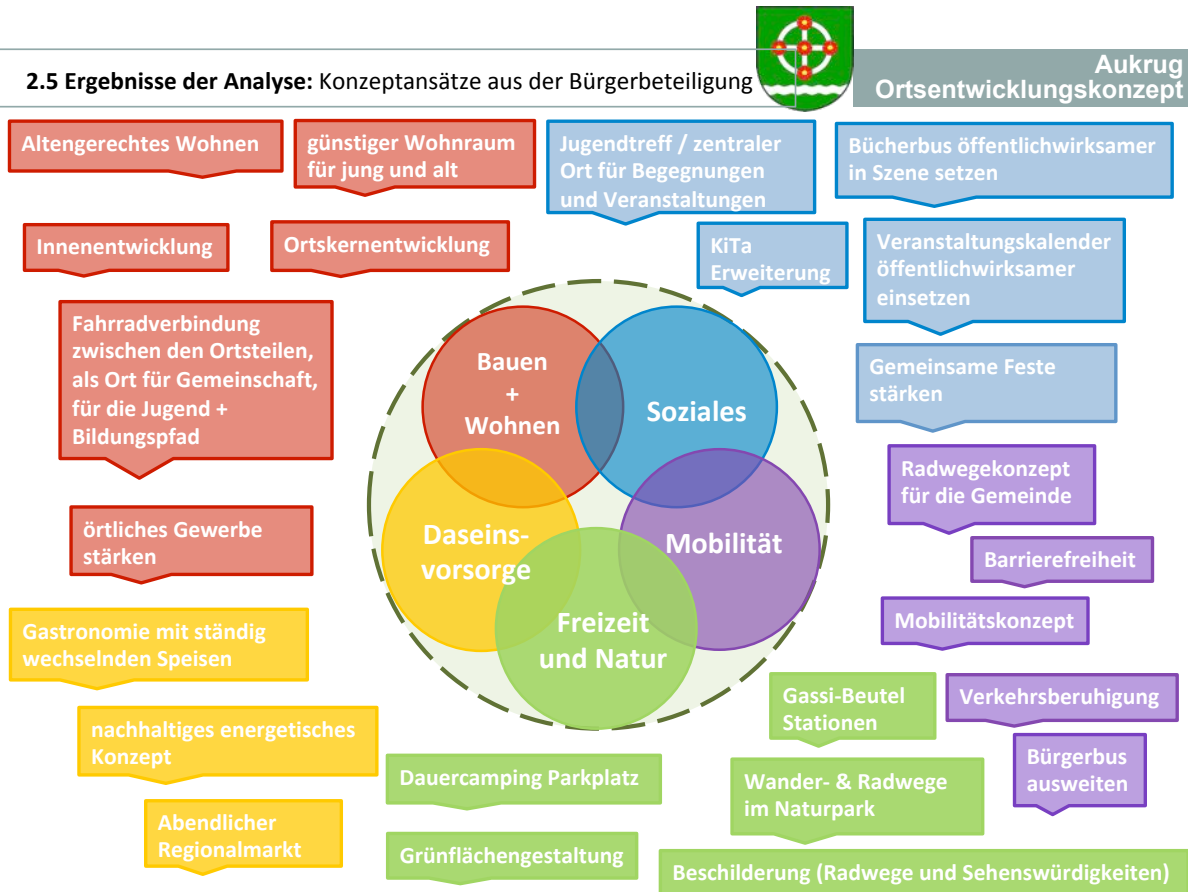 2.5 Ergebnisse der Analyse: Konzeptansätze aus der Bürgerbeteiligung
Aukrug
Ortsentwicklungskonzept
Altengerechtes Wohnen
günstiger Wohnraum
für jung und alt
Jugendtreff / zentraler
Ort für Begegnungen
und Veranstaltungen
Bücherbus öffentlichwirksamer
in Szene setzen
Innenentwicklung
Ortskernentwicklung
KiTa
Erweiterung
Veranstaltungskalender
öffentlichwirksamer
einsetzen
Fahrradverbindung
zwischen den Ortsteilen,
als Ort für Gemeinschaft,
für die Jugend +
Bildungspfad
Bauen
+
Wohnen
Soziales
Gemeinsame Feste
stärken
Radwegekonzept
für die Gemeinde
örtliches Gewerbe
stärken
Daseins-
vorsorge
Mobilität
Barrierefreiheit
Freizeit
und Natur
Mobilitätskonzept
Gastronomie mit ständig
wechselnden Speisen
Gassi-Beutel
Stationen
Verkehrsberuhigung
nachhaltiges energetisches
Konzept
Dauercamping Parkplatz
Wander- & Radwege
im Naturpark
Bürgerbus
ausweiten
Abendlicher
Regionalmarkt
Grünflächengestaltung
Beschilderung (Radwege und Sehenswürdigkeiten)